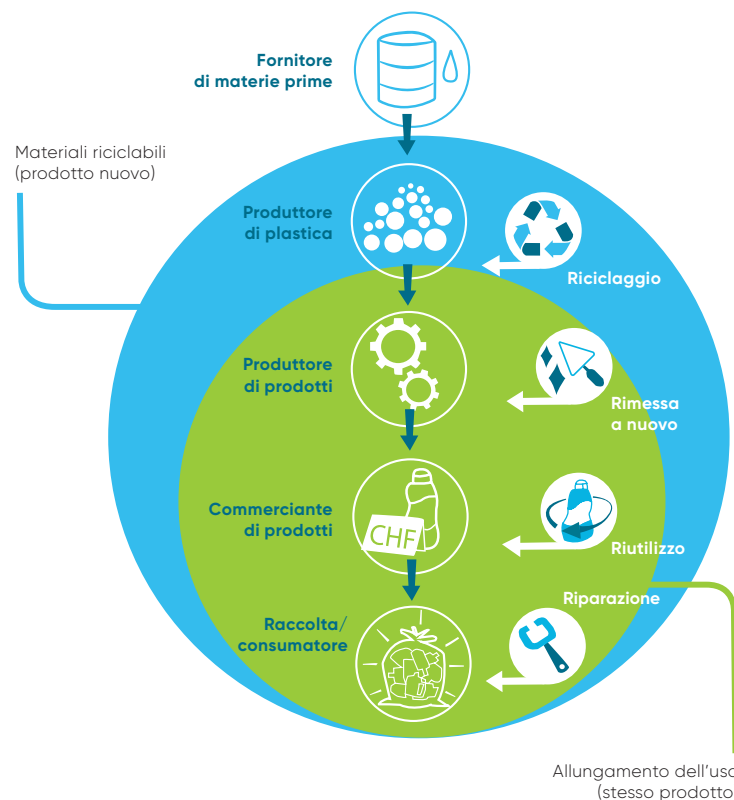 Fornitore
di materie prime
Materiali riciclabili
(prodotto nuovo)
Produttore
di plastica
Riciclaggio
Produttore
di prodotti
Rimessa
a nuovo
Commerciante
di prodotti
CHF
Riutilizzo
Riparazione
Raccolta/
consumatore
Allungamento dell’uso
(stesso prodotto